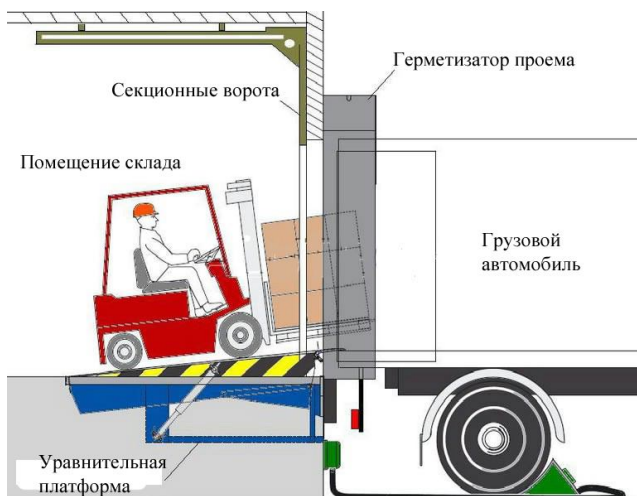 Герметизатор проема
Секционные ворота
Помещение склада
Грузовой
автомобиль
Уравнительная
платформа